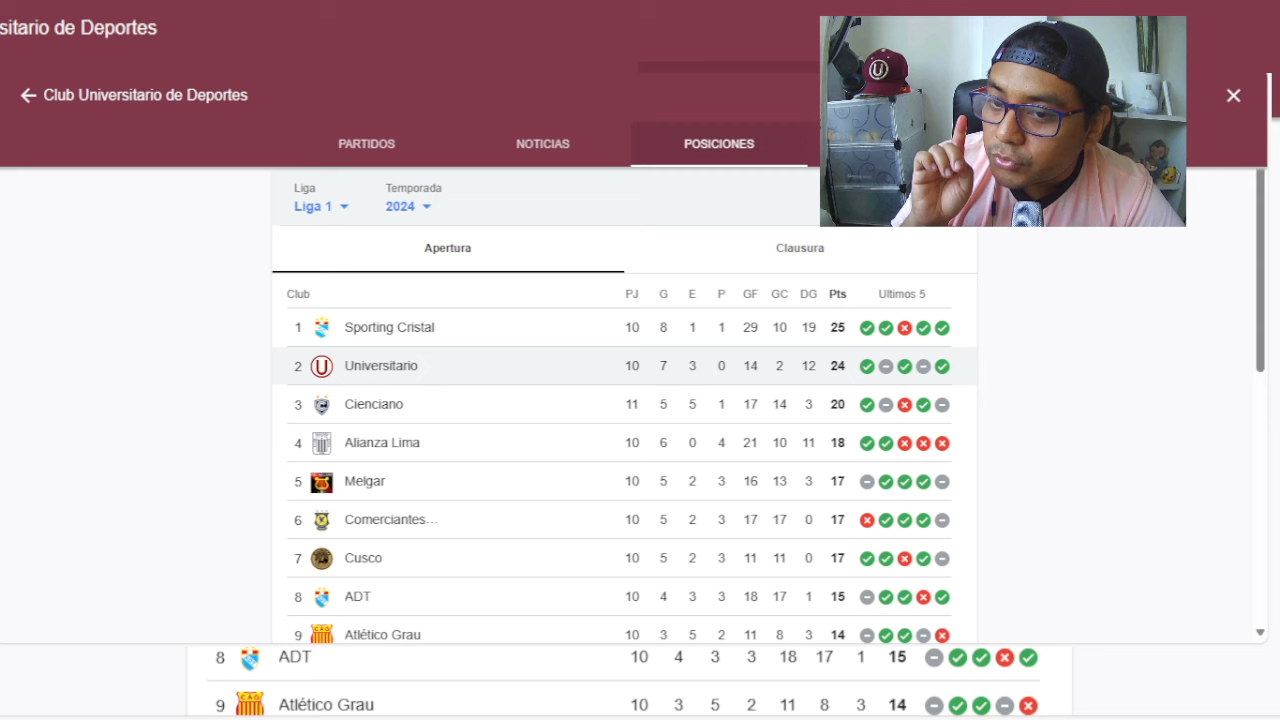 sitario de Deportes
Club Universitario de Deportes
PARTIDOS NOTICIAS POSICIONES
Liga Temporada
Liga 1 2024
Apertura Clausura
Club PJ G E P GF GC DG Pts Ultimos 5
1 Sporting Cristal 10 8 1 1 29 10 19 25
2 U Universitario 10 7 3 0 14 2 12 24
3 Cienciano 11 5 5 1 17 14 3 20
4 Alianza Lima 10 6 0 4 21 10 11 18
5 Melgar 10 5 2 3 16 13 3 17
6 Comerciantes... 10 5 2 3 17 17 0 17
7 Cusco 10 5 2 3 11 11 0 17
8 ADT 10 4 3 3 18 17 1 15
9 Atlético Grau 10 3 5 2 11 8 3 14
8 ADT 10 4 3 3 18 17 1 15
9 CAG Atlético Grau 10 3 5 2 11 8 3 14
U